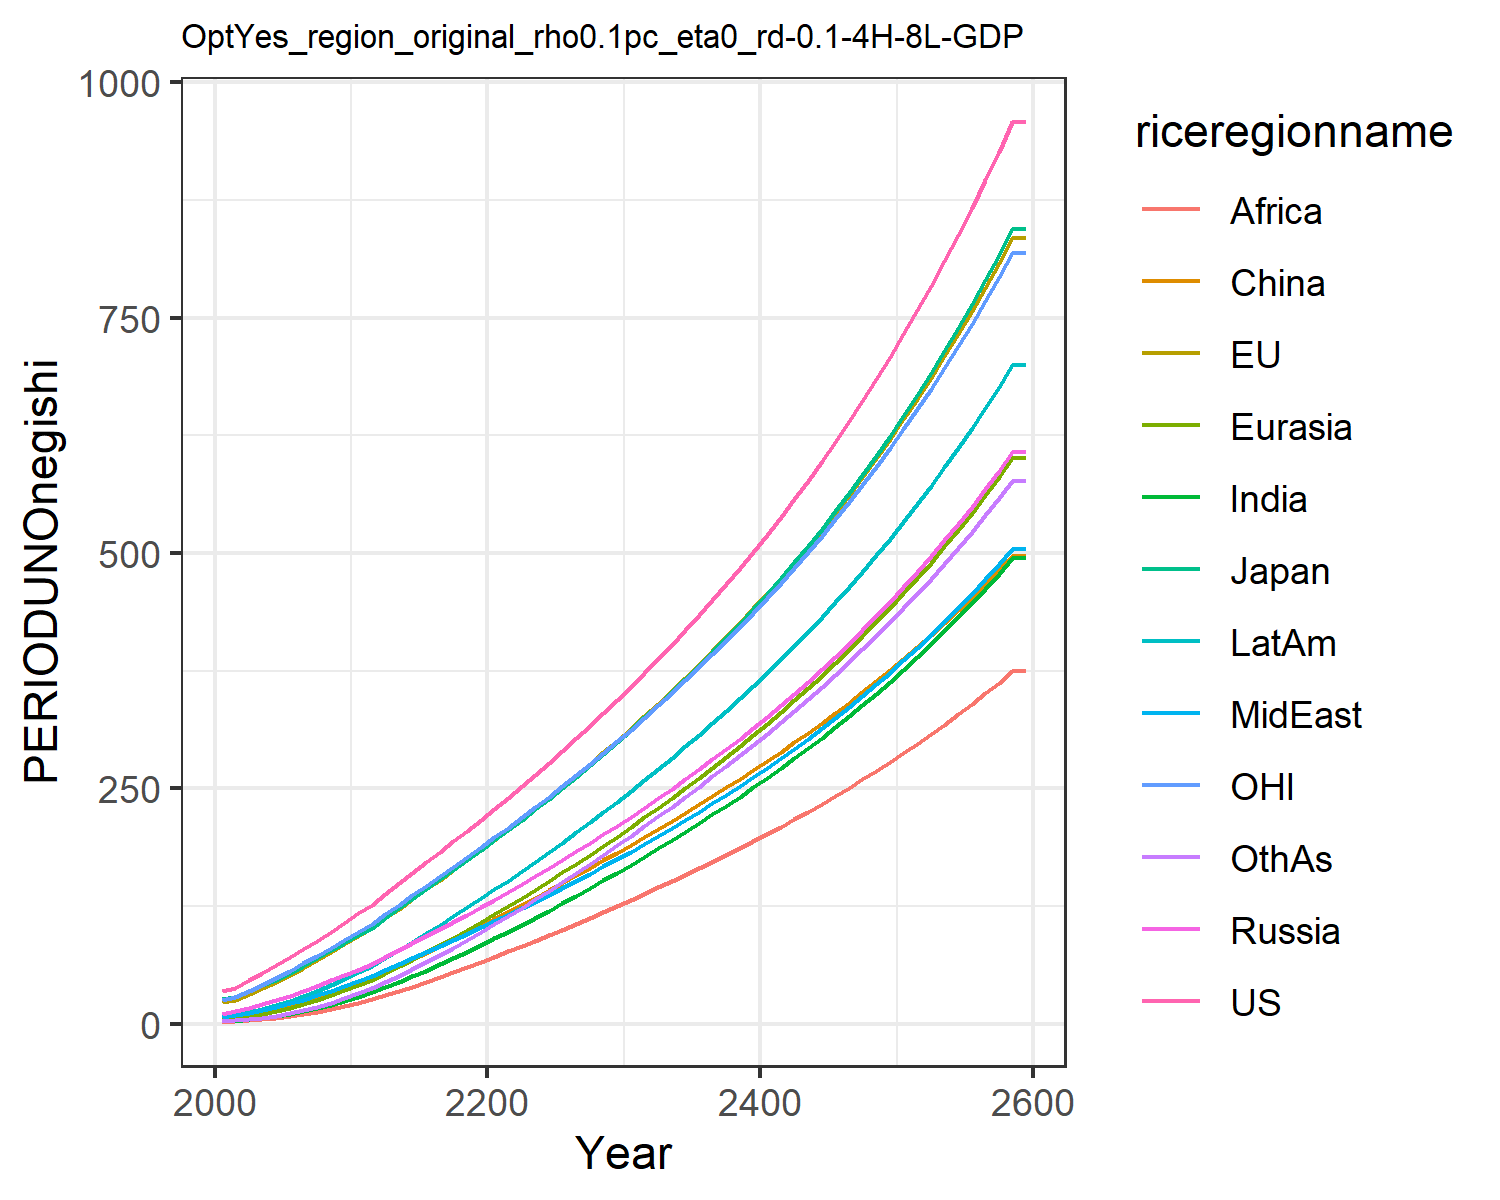 OptYes_region_original_rho0.1pc_eta0_rd-0.1-4H-8L-GDP
1000
750
500
250
0
PERIODUNOnegishi
2000 2200 2400 2600
Year
riceregionname
Africa
China
EU
Eurasia
India
Japan
LatAm
MidEast
OHI
OthAs
Russia
US